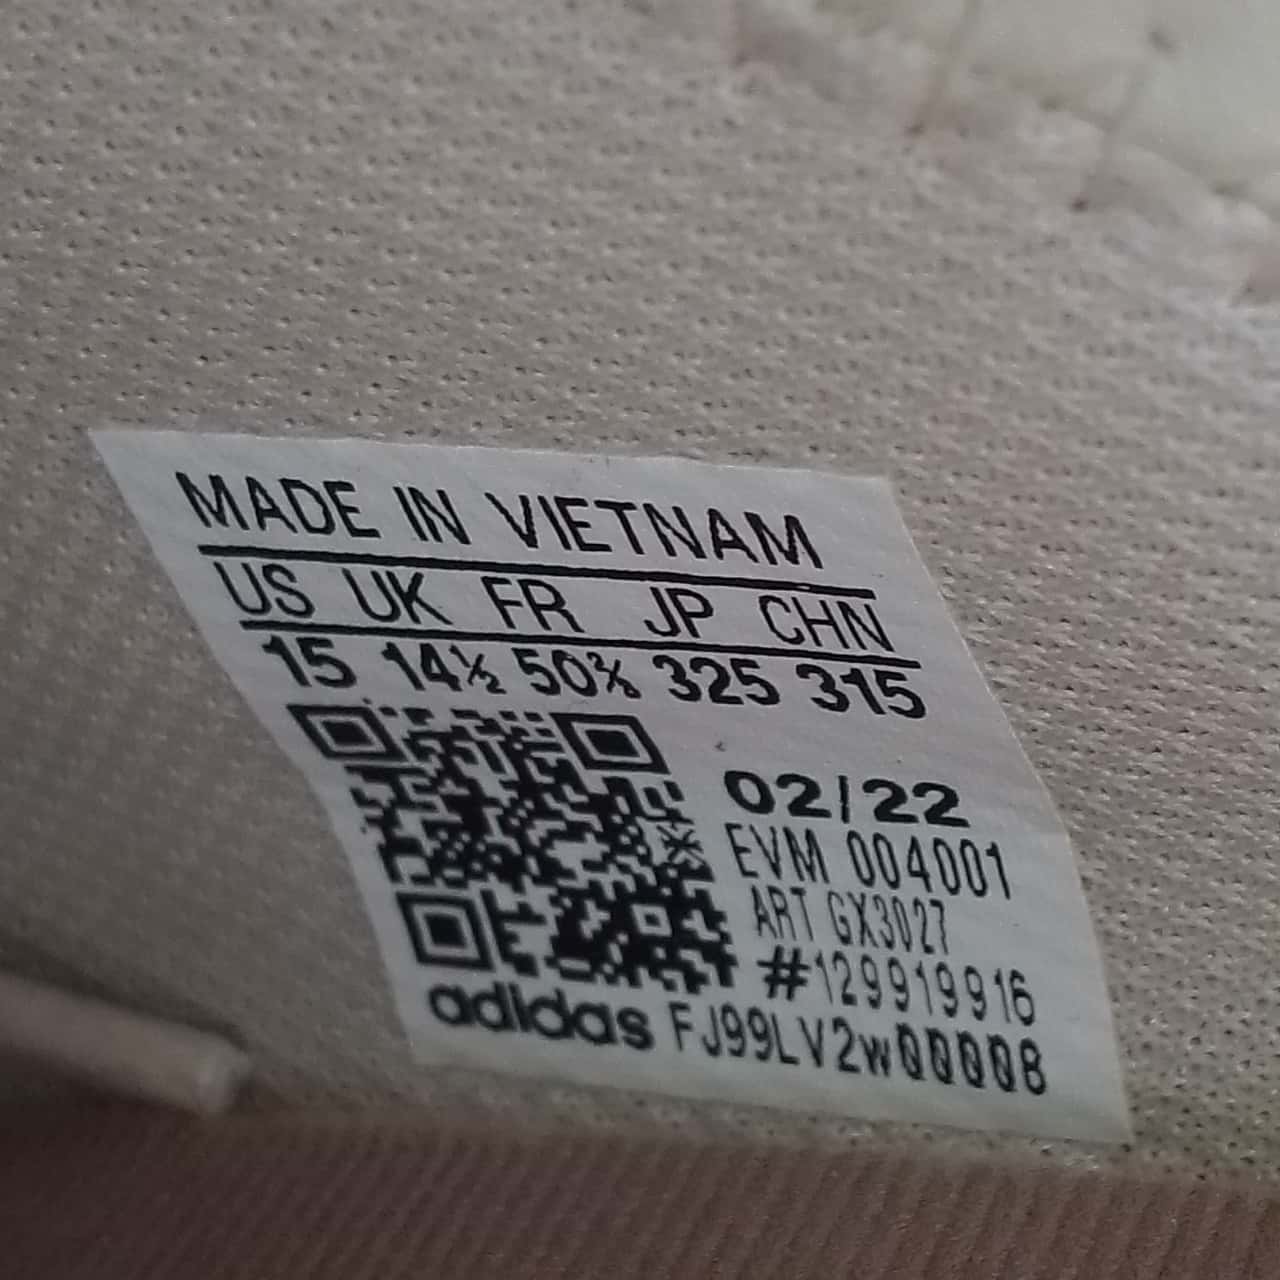 MADE IN VIETNAM
US UK FR JP CHN
15 14½ 50⅔ 325 315
02/22
EVM 004001
ART GX3027
#129919916
adidas FJ99LV2w00008